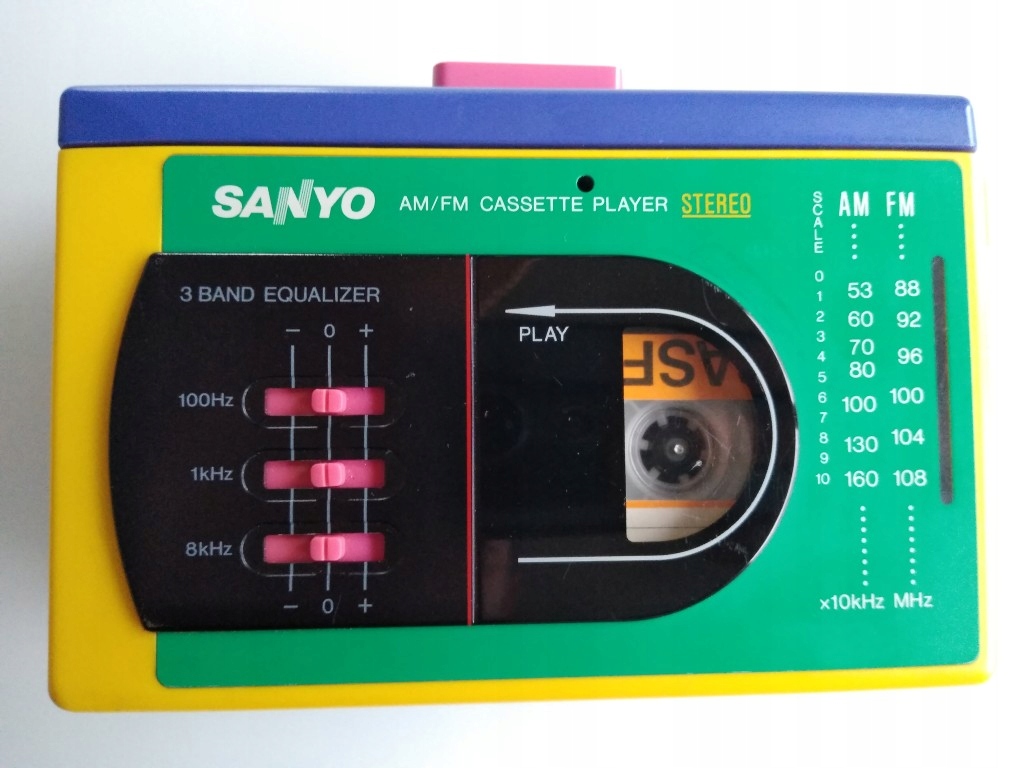 SANYO AM/FM CASSETTE PLAYER STEREO
3 BAND EQUALIZER
− 0 +
100Hz
1kHz
8kHz
− 0 +
PLAY
BASF
SCALE AM FM
0
1 53 88
2 60 92
3 70
4 80 96
5
6 100 100
7
8 130 104
9
10 160 108
x10kHz MHz